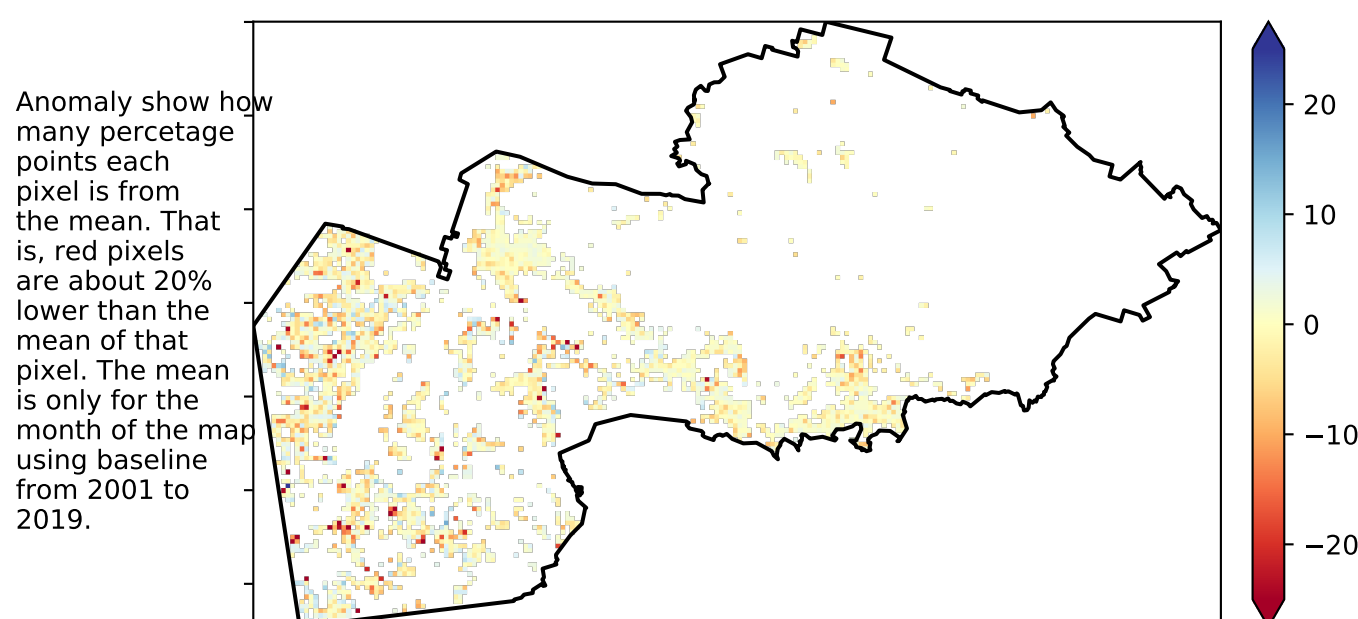 Anomaly show how
many percetage
points each
pixel is from
the mean. That
is, red pixels
are about 20%
lower than the
mean of that
pixel. The mean
is only for the
month of the map
using baseline
from 2001 to
2019.
20
10
0
−10
−20